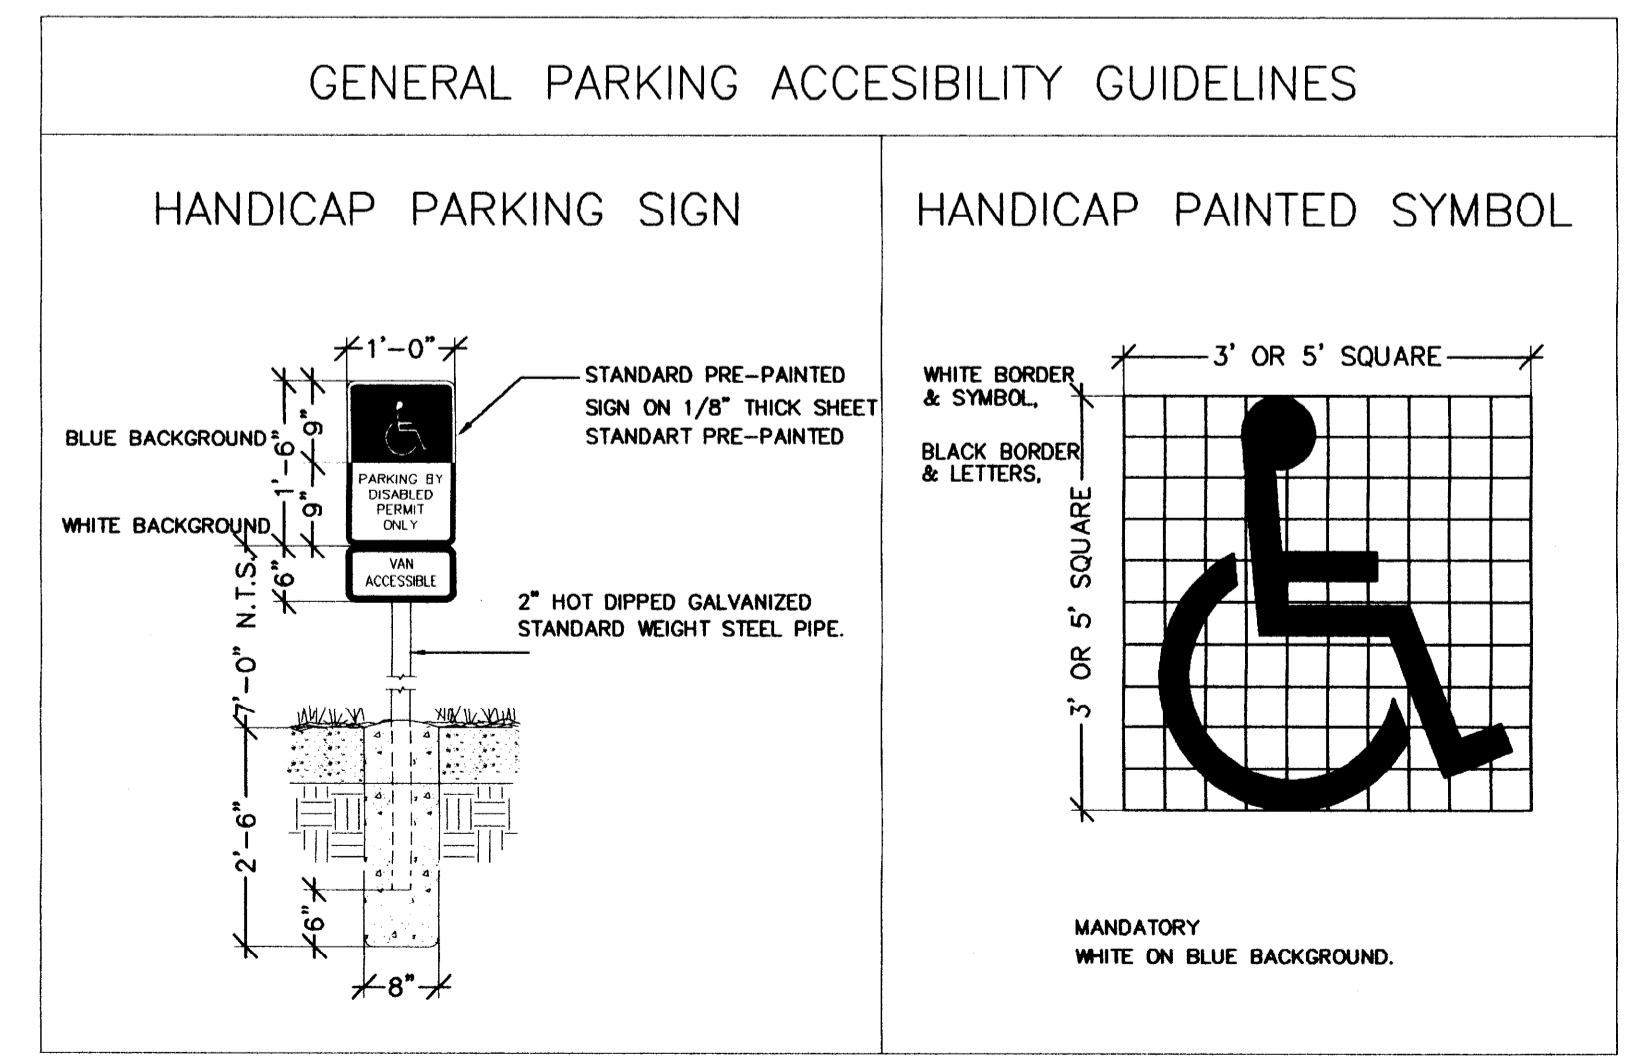 GENERAL PARKING ACCESIBILITY GUIDELINES
HANDICAP PARKING SIGN
1'-0"
STANDARD PRE-PAINTED
SIGN ON 1/8" THICK SHEET
STANDART PRE-PAINTED
BLUE BACKGROUND
1'-6"
9"
9"
WHITE BACKGROUND
PARKING BY
DISABLED
PERMIT
ONLY
VAN
ACCESSIBLE
6"
7'-0" N.T.S.
2" HOT DIPPED GALVANIZED
STANDARD WEIGHT STEEL PIPE.
2'-6"
6"
8"
HANDICAP PAINTED SYMBOL
3' OR 5' SQUARE
WHITE BORDER
& SYMBOL,
BLACK BORDER
& LETTERS,
3' OR 5' SQUARE
MANDATORY
WHITE ON BLUE BACKGROUND.